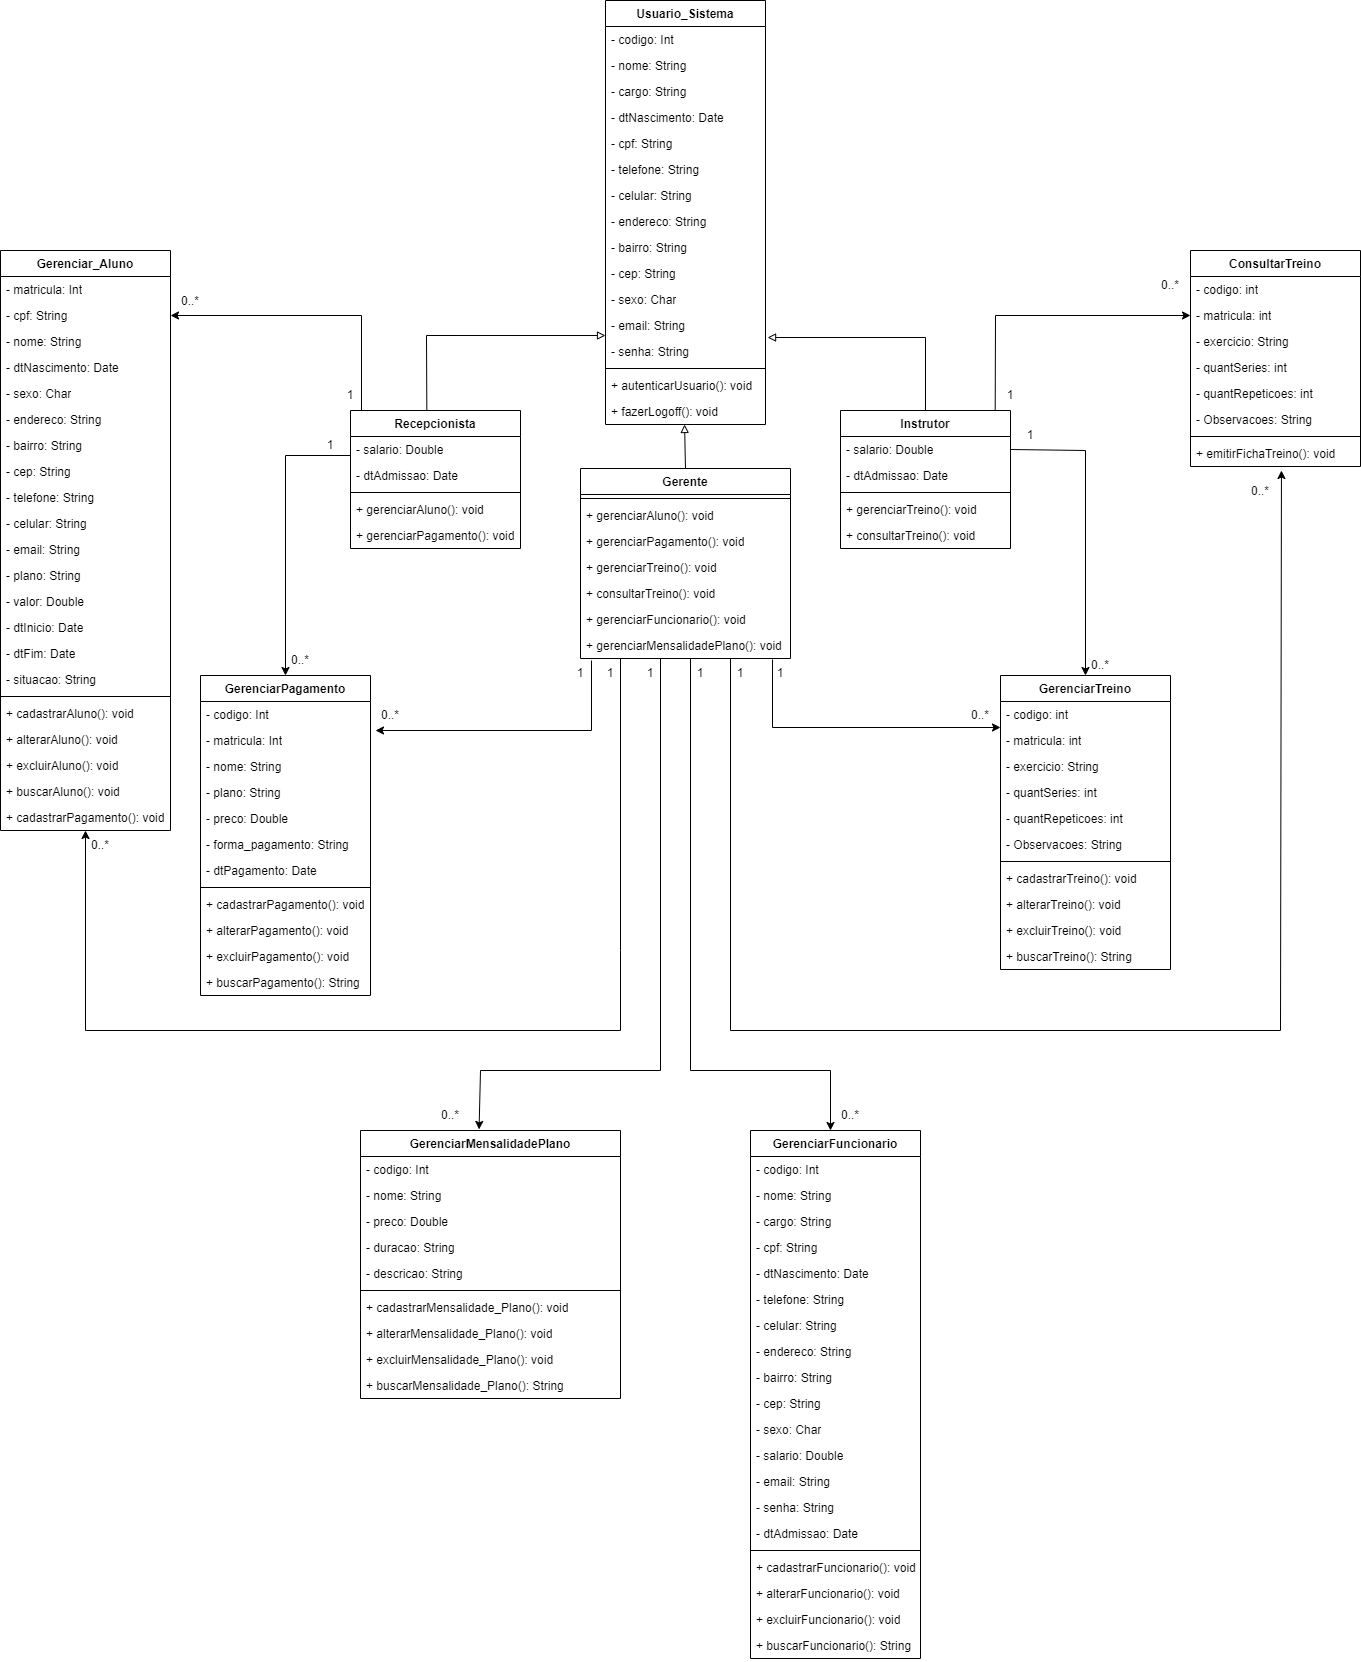 Usuario_Sistema
- codigo: Int
- nome: String
- cargo: String
- dtNascimento: Date
- cpf: String
- telefone: String
- celular: String
- endereco: String
- bairro: String
- cep: String
- sexo: Char
- email: String
- senha: String
+ autenticarUsuario(): void
+ fazerLogoff(): void
Gerenciar_Aluno
- matricula: Int
- cpf: String
- nome: String
- dtNascimento: Date
- sexo: Char
- endereco: String
- bairro: String
- cep: String
- telefone: String
- celular: String
- email: String
- plano: String
- valor: Double
- dtInicio: Date
- dtFim: Date
- situacao: String
+ cadastrarAluno(): void
+ alterarAluno(): void
+ excluirAluno(): void
+ buscarAluno(): void
+ cadastrarPagamento(): void
0..*
0..*
1
1
Recepcionista
- salario: Double
- dtAdmissao: Date
+ gerenciarAluno(): void
+ gerenciarPagamento(): void
Gerente
+ gerenciarAluno(): void
+ gerenciarPagamento(): void
+ gerenciarTreino(): void
+ consultarTreino(): void
+ gerenciarFuncionario(): void
+ gerenciarMensalidadePlano(): void
1
1
1
1
1
1
Instrutor
- salario: Double
- dtAdmissao: Date
+ gerenciarTreino(): void
+ consultarTreino(): void
1
1
0..*
ConsultarTreino
- codigo: int
- matricula: int
- exercicio: String
- quantSeries: int
- quantRepeticoes: int
- Observacoes: String
+ emitirFichaTreino(): void
0..*
0..*
0..*
GerenciarPagamento
- codigo: Int
- matricula: Int
- nome: String
- plano: String
- preco: Double
- forma_pagamento: String
- dtPagamento: Date
+ cadastrarPagamento(): void
+ alterarPagamento(): void
+ excluirPagamento(): void
+ buscarPagamento(): String
0..*
0..*
GerenciarTreino
- codigo: int
- matricula: int
- exercicio: String
- quantSeries: int
- quantRepeticoes: int
- Observacoes: String
+ cadastrarTreino(): void
+ alterarTreino(): void
+ excluirTreino(): void
+ buscarTreino(): String
0..*
GerenciarMensalidadePlano
- codigo: Int
- nome: String
- preco: Double
- duracao: String
- descricao: String
+ cadastrarMensalidade_Plano(): void
+ alterarMensalidade_Plano(): void
+ excluirMensalidade_Plano(): void
+ buscarMensalidade_Plano(): String
0..*
GerenciarFuncionario
- codigo: Int
- nome: String
- cargo: String
- cpf: String
- dtNascimento: Date
- telefone: String
- celular: String
- endereco: String
- bairro: String
- cep: String
- sexo: Char
- salario: Double
- email: String
- senha: String
- dtAdmissao: Date
+ cadastrarFuncionario(): void
+ alterarFuncionario(): void
+ excluirFuncionario(): void
+ buscarFuncionario(): String